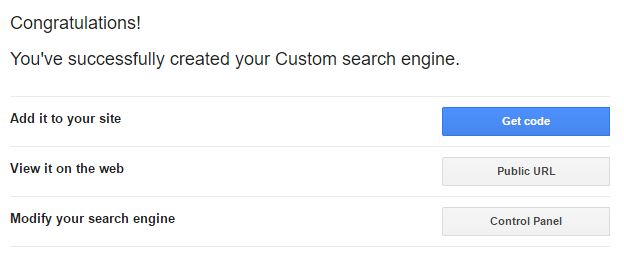 Congratulations!
You've successfully created your Custom search engine.
Add it to your site
Get code
View it on the web
Public URL
Modify your search engine
Control Panel